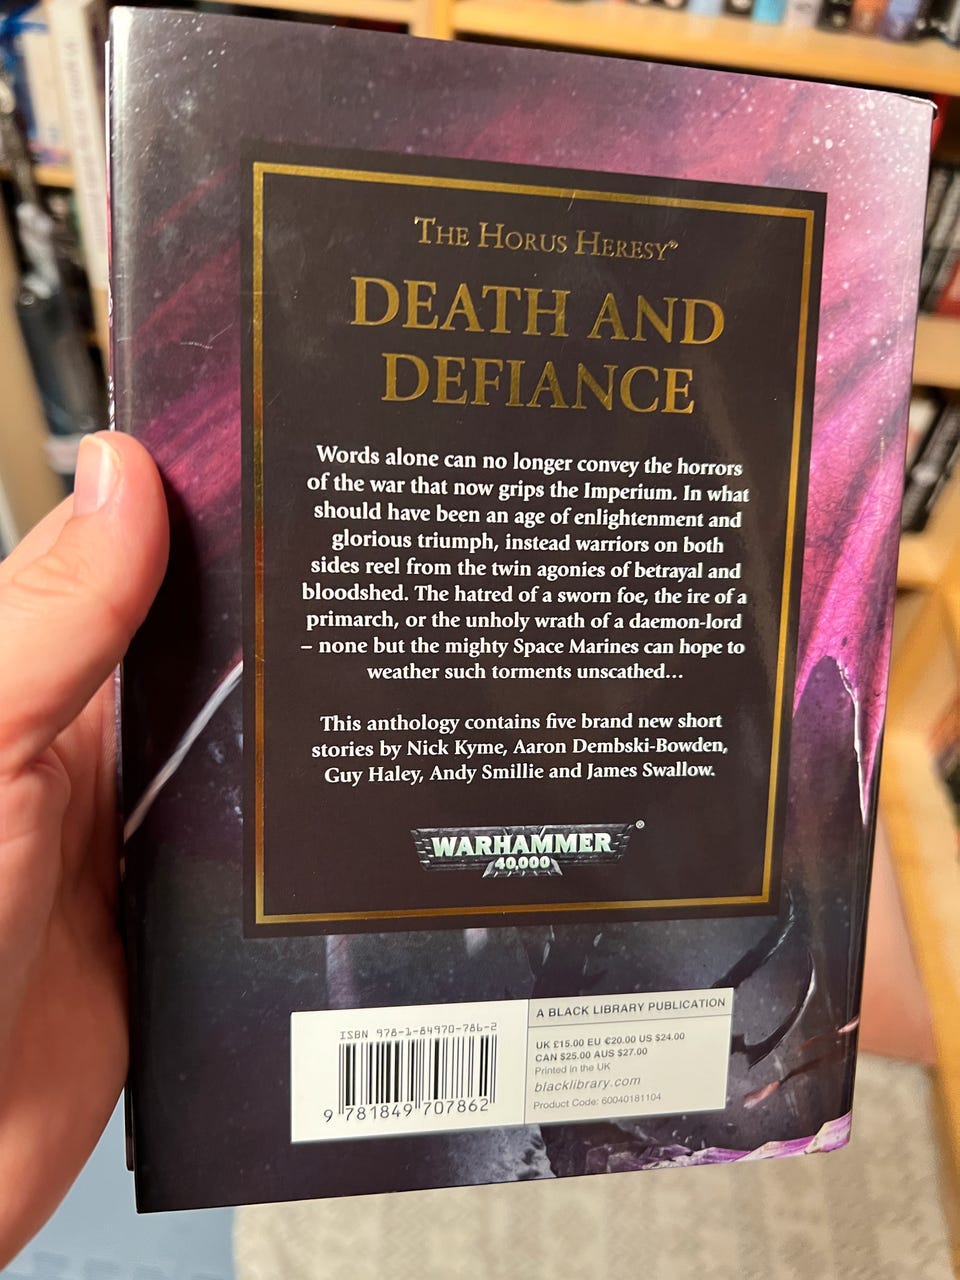 THE HORUS HERESY®
DEATH AND
DEFIANCE
Words alone can no longer convey the horrors
of the war that now grips the Imperium. In what
should have been an age of enlightenment and
glorious triumph, instead warriors on both
sides reel from the twin agonies of betrayal and
bloodshed. The hatred of a sworn foe, the ire of a
primarch, or the unholy wrath of a daemon-lord
– none but the mighty Space Marines can hope to
weather such torments unscathed…
This anthology contains five brand new short
stories by Nick Kyme, Aaron Dembski-Bowden,
Guy Haley, Andy Smillie and James Swallow.
WARHAMMER®
40,000
ISBN 978-1-84970-786-2
9 781849 707862
A BLACK LIBRARY PUBLICATION
UK £15.00 EU €20.00 US $24.00
CAN $25.00 AUS $27.00
Printed in the UK
blacklibrary.com
Product Code: 60040181104